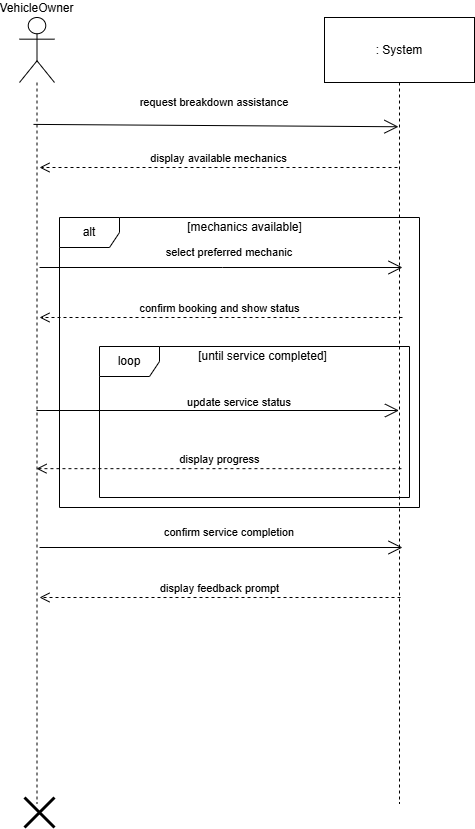 VehicleOwner
: System
request breakdown assistance
display available mechanics
alt
[mechanics available]
select preferred mechanic
confirm booking and show status
loop
[until service completed]
update service status
display progress
confirm service completion
display feedback prompt